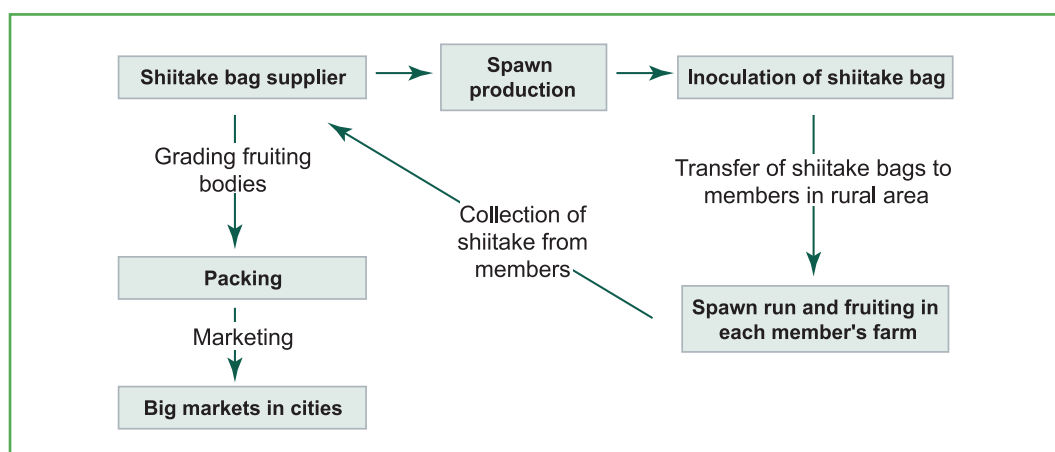 Shiitake bag supplier
Spawn
production
Inoculation of shiitake bag
Grading fruiting
bodies
Transfer of shiitake bags to
members in rural area
Collection of
shiitake from
members
Packing
Spawn run and fruiting in
each member's farm
Marketing
Big markets in cities